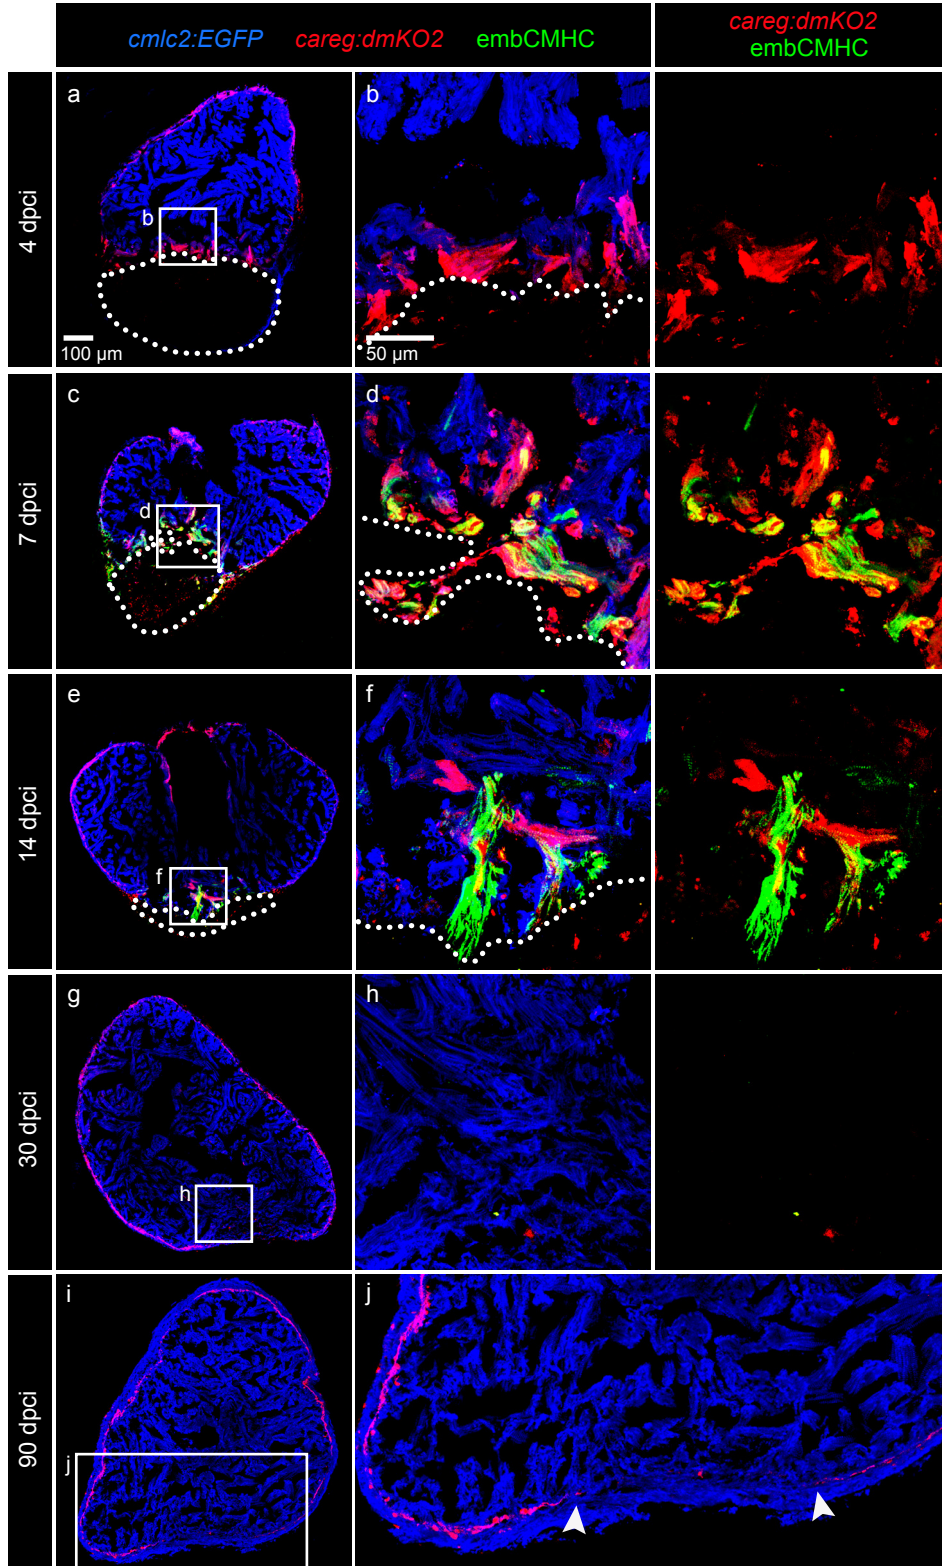 cmlc2:EGFP careg:dmKO2 embCMHC
careg:dmKO2
embCMHC
4 dpci
a
b
100 µm
b
50 µm
7 dpci
c
d
d
14 dpci
e
f
f
30 dpci
g
h
h
90 dpci
i
j
j